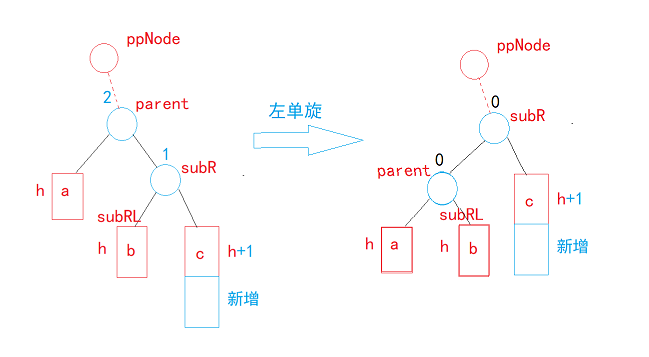 ppNode
2
parent
1
subR
h
a
subRL
h
b
c
h+1
新增
左单旋
ppNode
0
subR
0
parent
subRL
h
a
h
b
c
h+1
新增